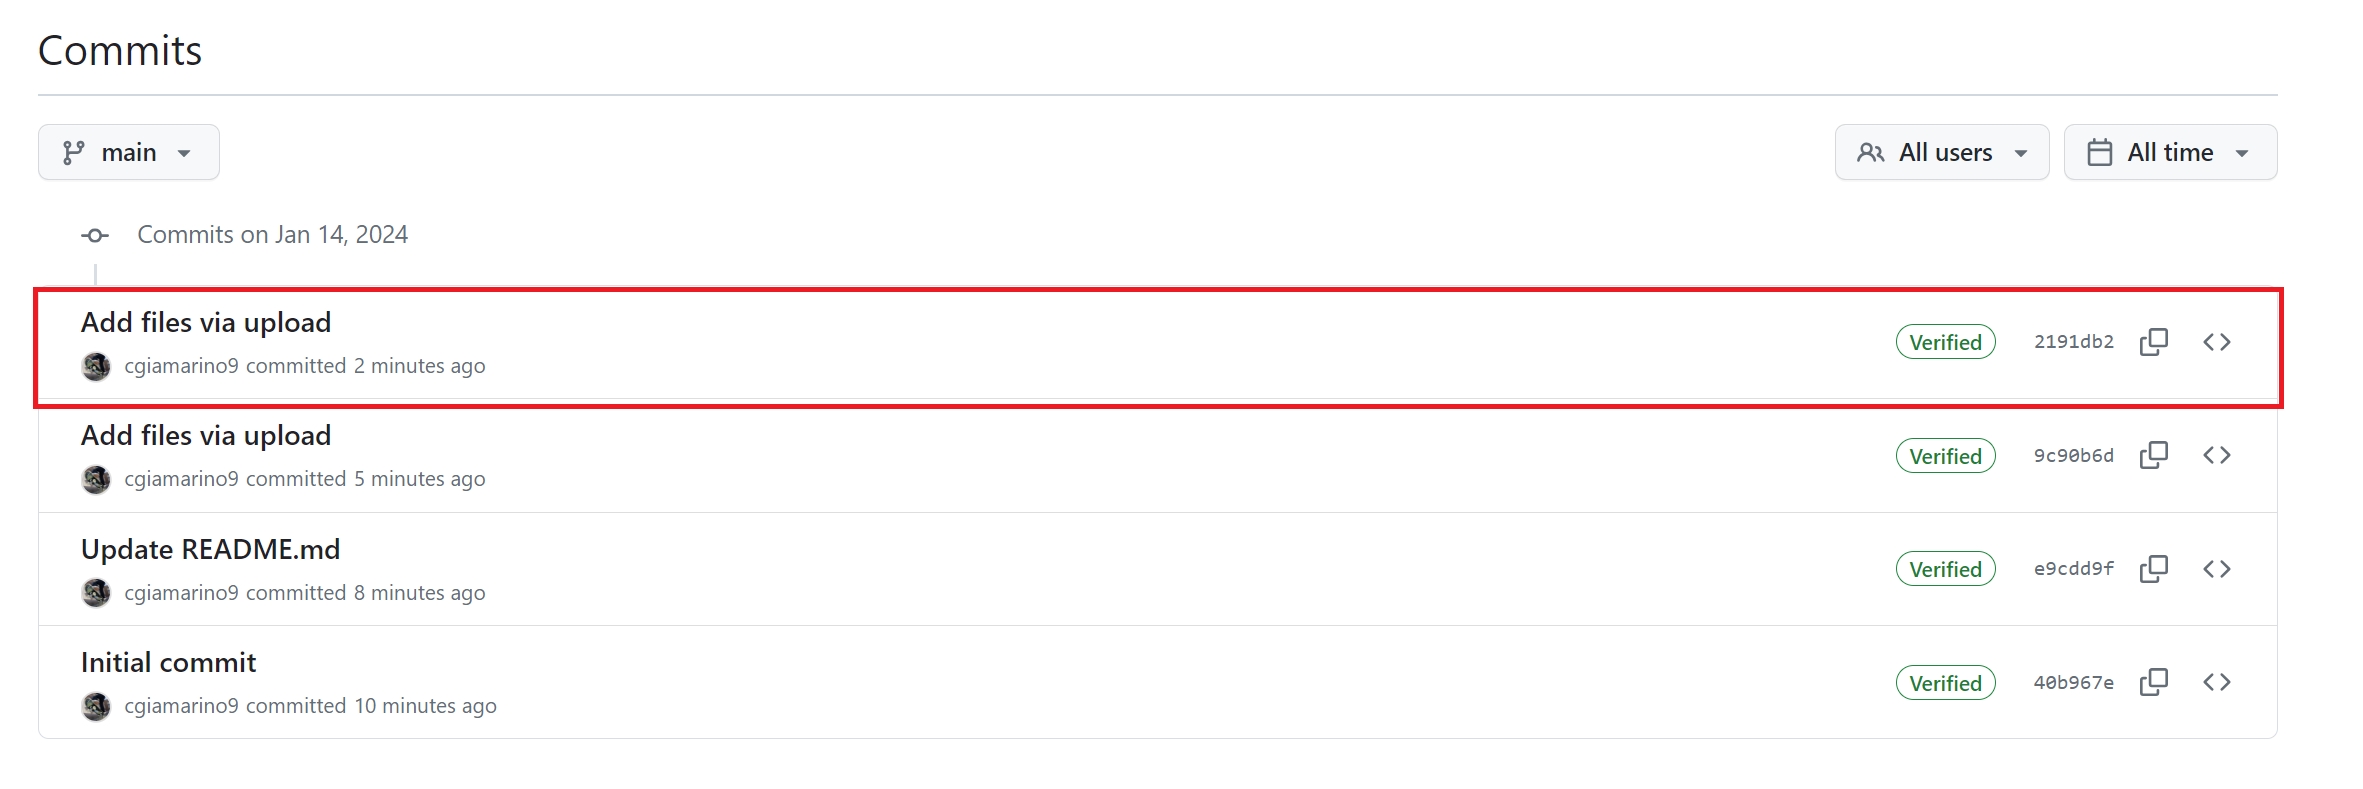 Commits
main
All users
All time
Commits on Jan 14, 2024
Add files via upload
cgiamarino9 committed 2 minutes ago
Verified
2191db2
Add files via upload
cgiamarino9 committed 5 minutes ago
Verified
9c90b6d
Update README.md
cgiamarino9 committed 8 minutes ago
Verified
e9cdd9f
Initial commit
cgiamarino9 committed 10 minutes ago
Verified
40b967e